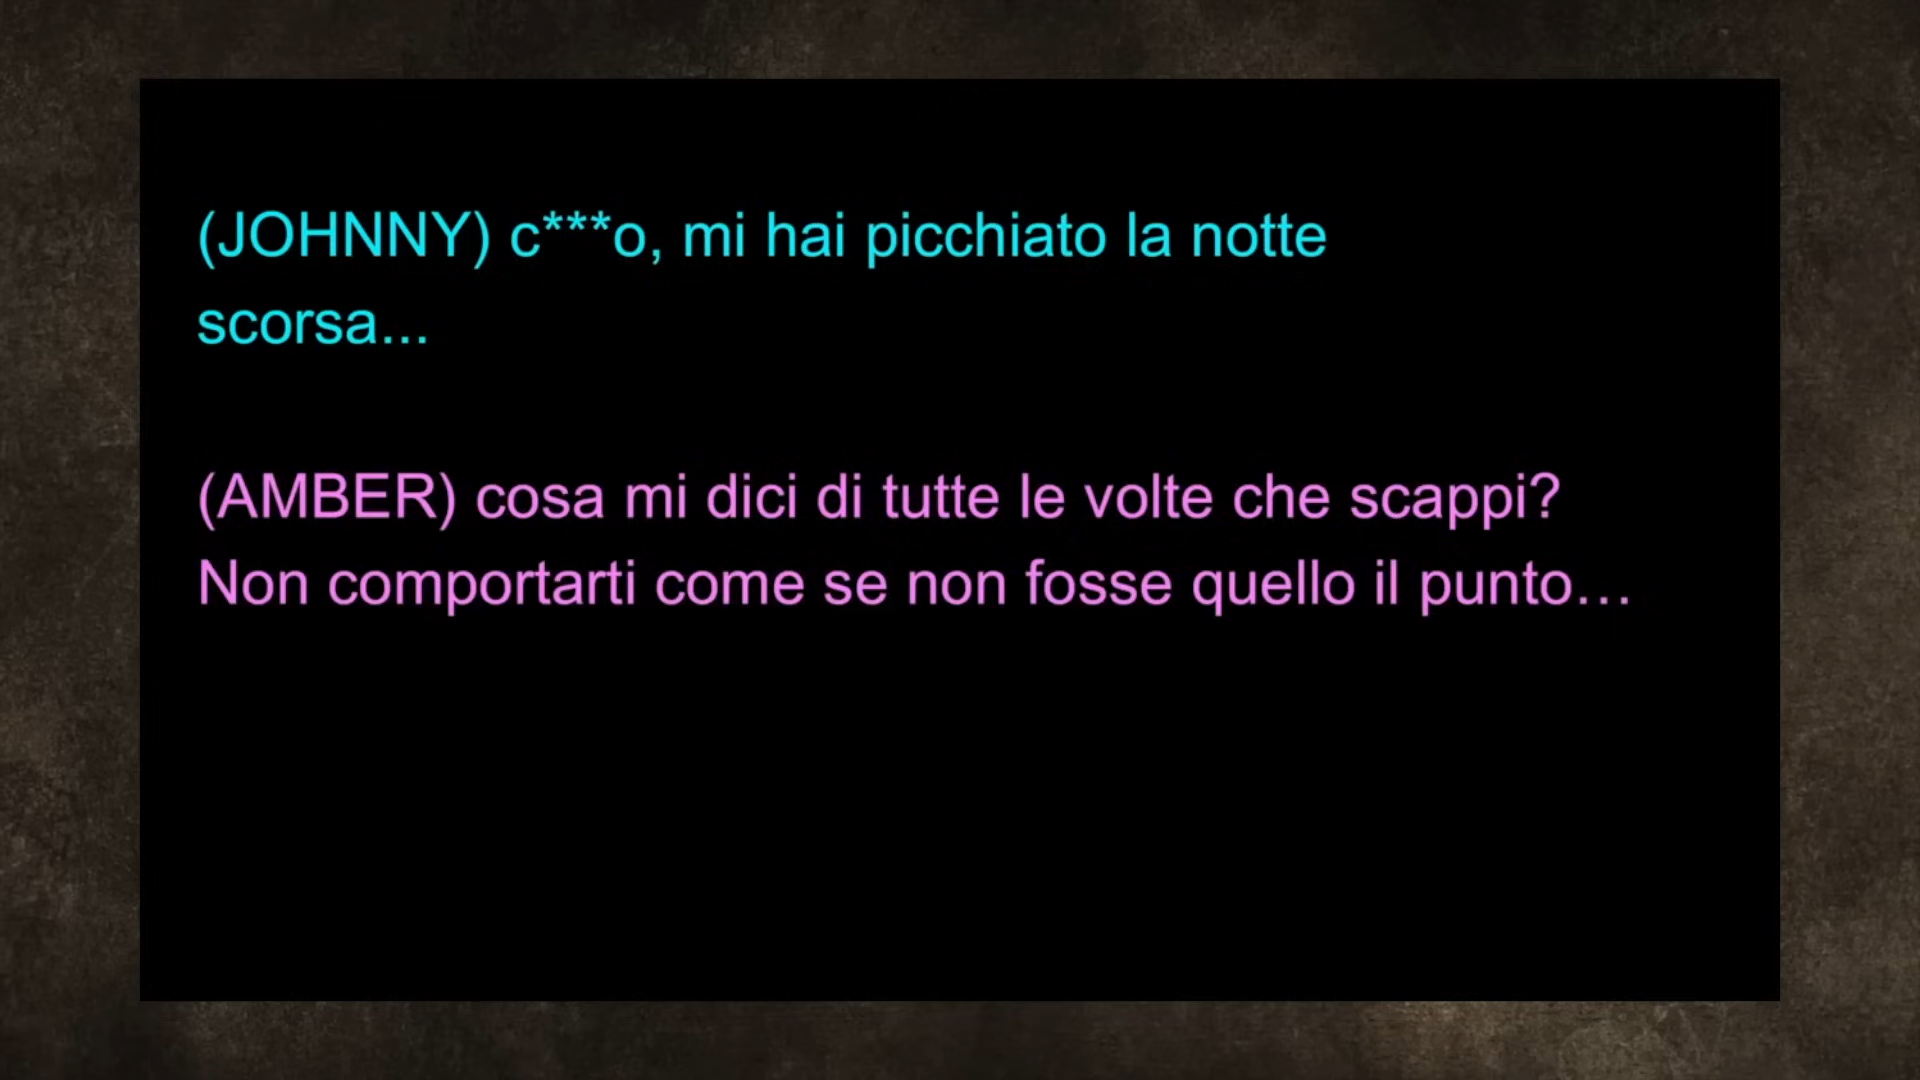 (JOHNNY) c***o, mi hai picchiato la notte
scorsa...
(AMBER) cosa mi dici di tutte le volte che scappi?
Non comportarti come se non fosse quello il punto…